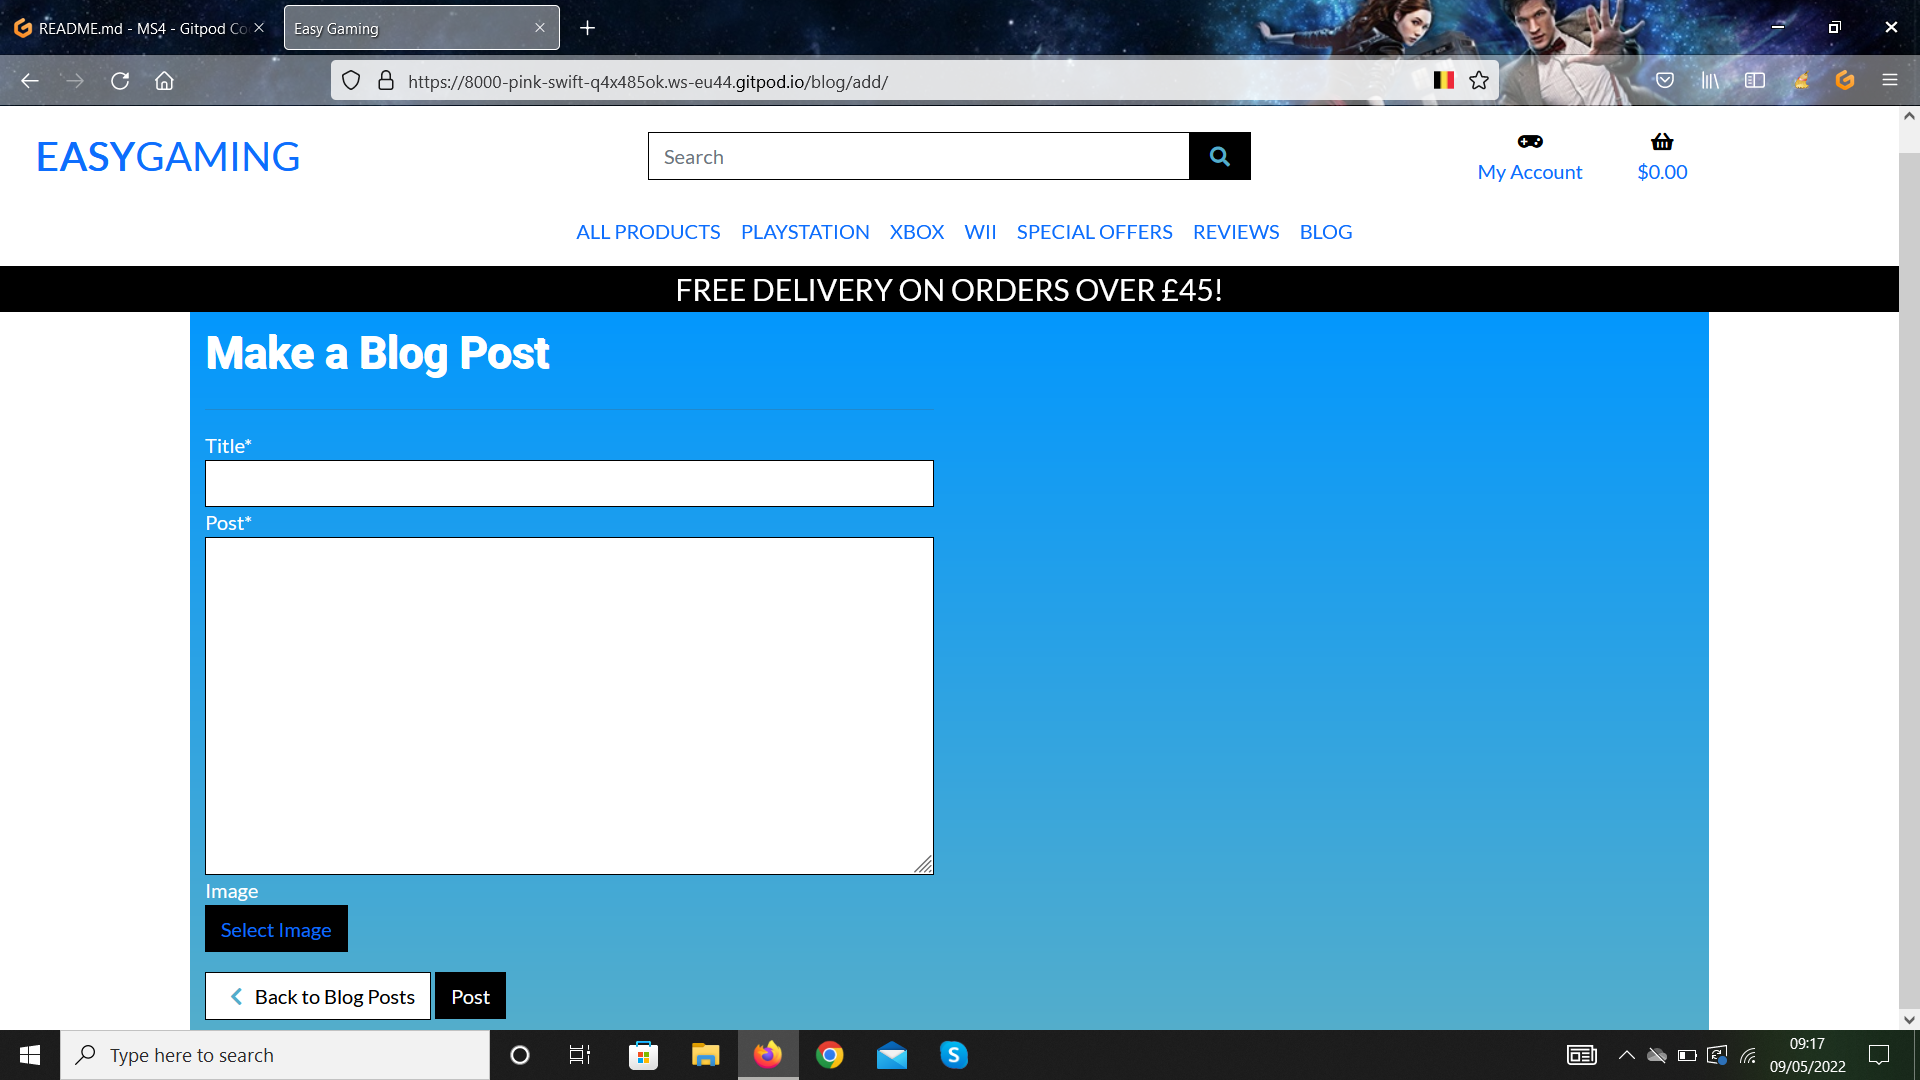 README.md - MS4 - Gitpod Co
Easy Gaming
https://8000-pink-swift-q4x485ok.ws-eu44.gitpod.io/blog/add/
EASYGAMING
Search
My Account
$0.00
ALL PRODUCTS PLAYSTATION XBOX WII SPECIAL OFFERS REVIEWS BLOG
FREE DELIVERY ON ORDERS OVER £45!
Make a Blog Post
Title*
Post*
Image
Select Image
Back to Blog Posts
Post
Type here to search
09:17
09/05/2022